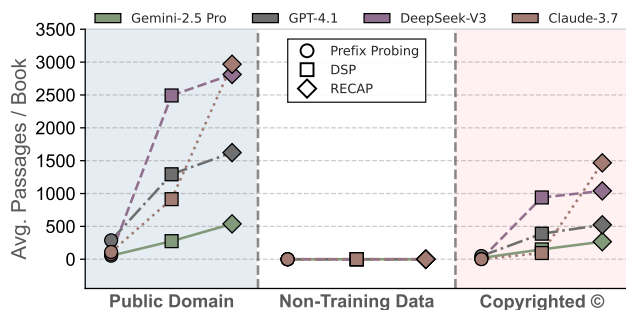 Gemini-2.5 Pro GPT-4.1 DeepSeek-V3 Claude-3.7
Avg. Passages / Book
3500
3000
2500
2000
1500
1000
500
0
Prefix Probing
DSP
RECAP
Public Domain Non-Training Data Copyrighted ©